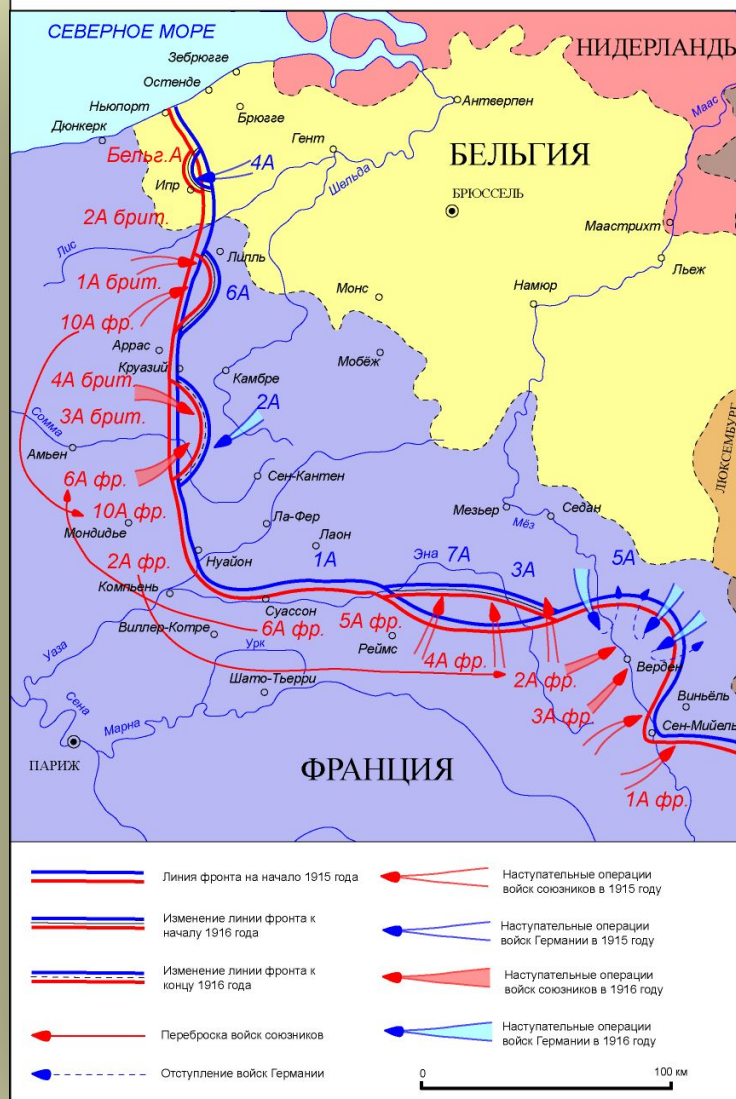 СЕВЕРНОЕ МОРЕ
НИДЕРЛАНДЫ
Зебрюгге
Остенде
Ньюпорт
Брюгге
Антверпен
Маас
Дюнкерк
Гент
Бельг.А
4А
БЕЛЬГИЯ
Шельда
Ипр
БРЮССЕЛЬ
2А брит.
Маастрихт
Лис
Лилль
Льеж
1А брит.
6А
Монс
Намюр
10А фр.
Аррас
Мобёж
Круазий
Камбре
4А брит.
2А
3А брит.
Сомма
ЛЮКСЕМБУРГ
Амьен
6А фр.
Сен-Кантен
Мезьер
Седан
10А фр.
Ла-Фер
Мёз
Мондидье
Лаон
Нуайон
1А
Эна
7А
3А
5А
2А фр.
Компьень
Суассон
6А фр.
5А фр.
Виллер-Котре
Урк
Реймс
4А фр.
2А фр.
Верден
Уаза
Шато-Тьерри
3А фр.
Виньёль
Сена
Марна
Сен-Мийель
ПАРИЖ
ФРАНЦИЯ
1А фр.
Линия фронта на начало 1915 года
Изменение линии фронта к
началу 1916 года
Изменение линии фронта к
концу 1916 года
Переброска войск союзников
Отступление войск Германии
Наступательные операции
войск союзников в 1915 году
Наступательные операции
войск Германии в 1915 году
Наступательные операции
войск союзников в 1916 году
Наступательные операции
войск Германии в 1916 году
0
100 км